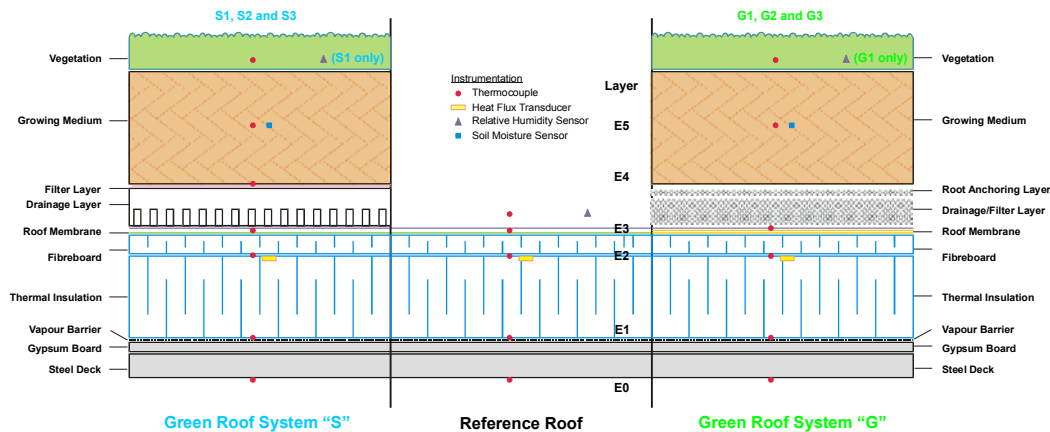 S1, S2 and S3
G1, G2 and G3
Vegetation
(S1 only)
(G1 only)
Vegetation
Instrumentation
Thermocouple
Heat Flux Transducer
Relative Humidity Sensor
Soil Moisture Sensor
Layer
Growing Medium
E5
Growing Medium
E4
Filter Layer
Root Anchoring Layer
Drainage Layer
Drainage/Filter Layer
Roof Membrane
E3
Roof Membrane
Fibreboard
E2
Fibreboard
Thermal Insulation
Thermal Insulation
Vapour Barrier
E1
Vapour Barrier
Gypsum Board
Gypsum Board
Steel Deck
Steel Deck
E0
Green Roof System “S”
Reference Roof
Green Roof System “G”